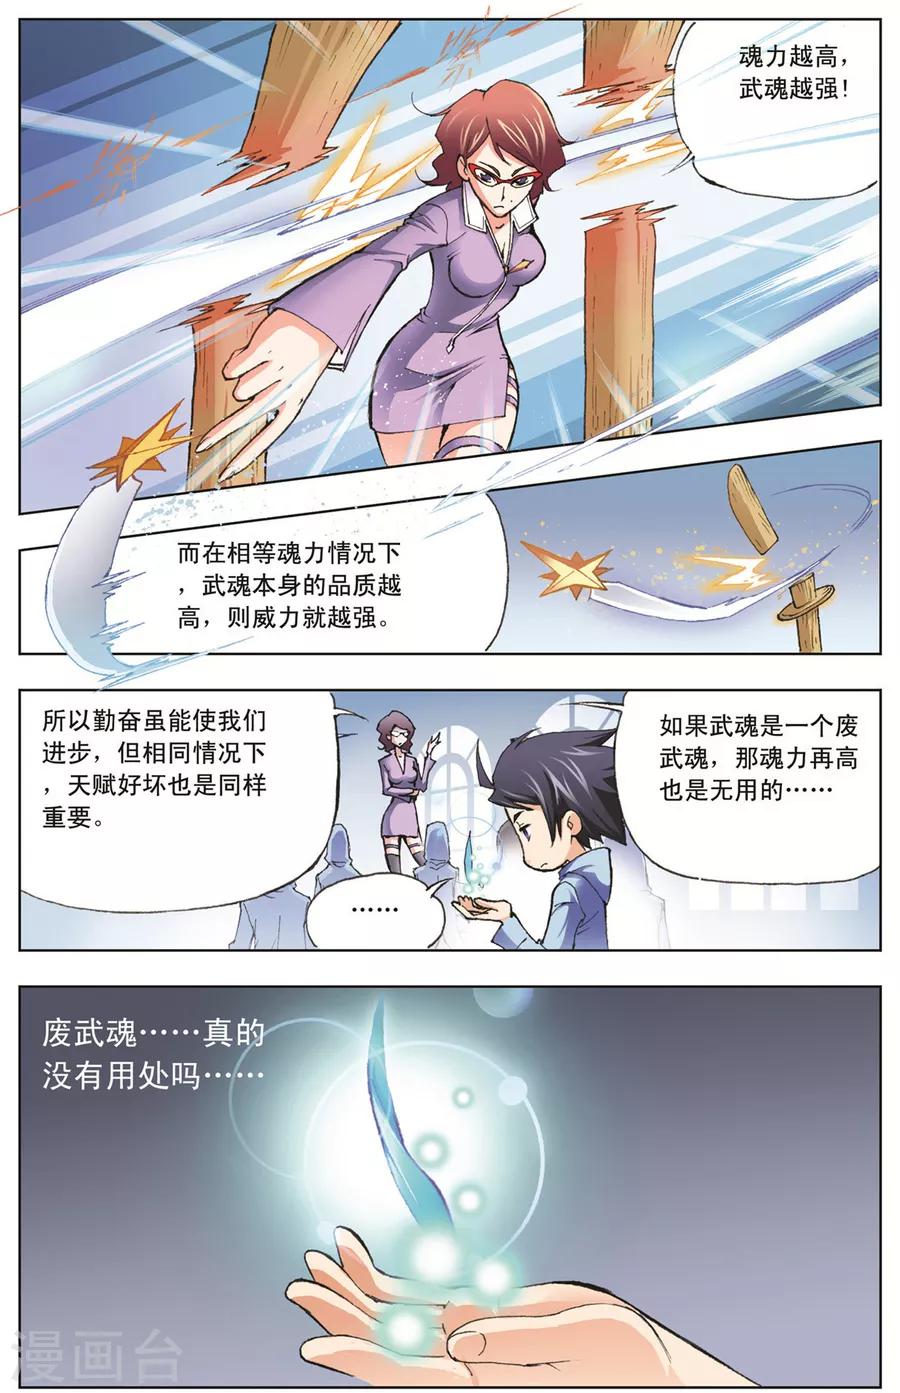 魂力越高，
武魂越强！
而在相等魂力情况下
，武魂本身的品质越
高，则威力就越强。
所以勤奋虽能使我们
进步，但相同情况下
，天赋好坏也是同样
重要。
如果武魂是一个废
武魂，那魂力再高
也是无用的……
……
废武魂……真的
没有用处吗……
漫画台